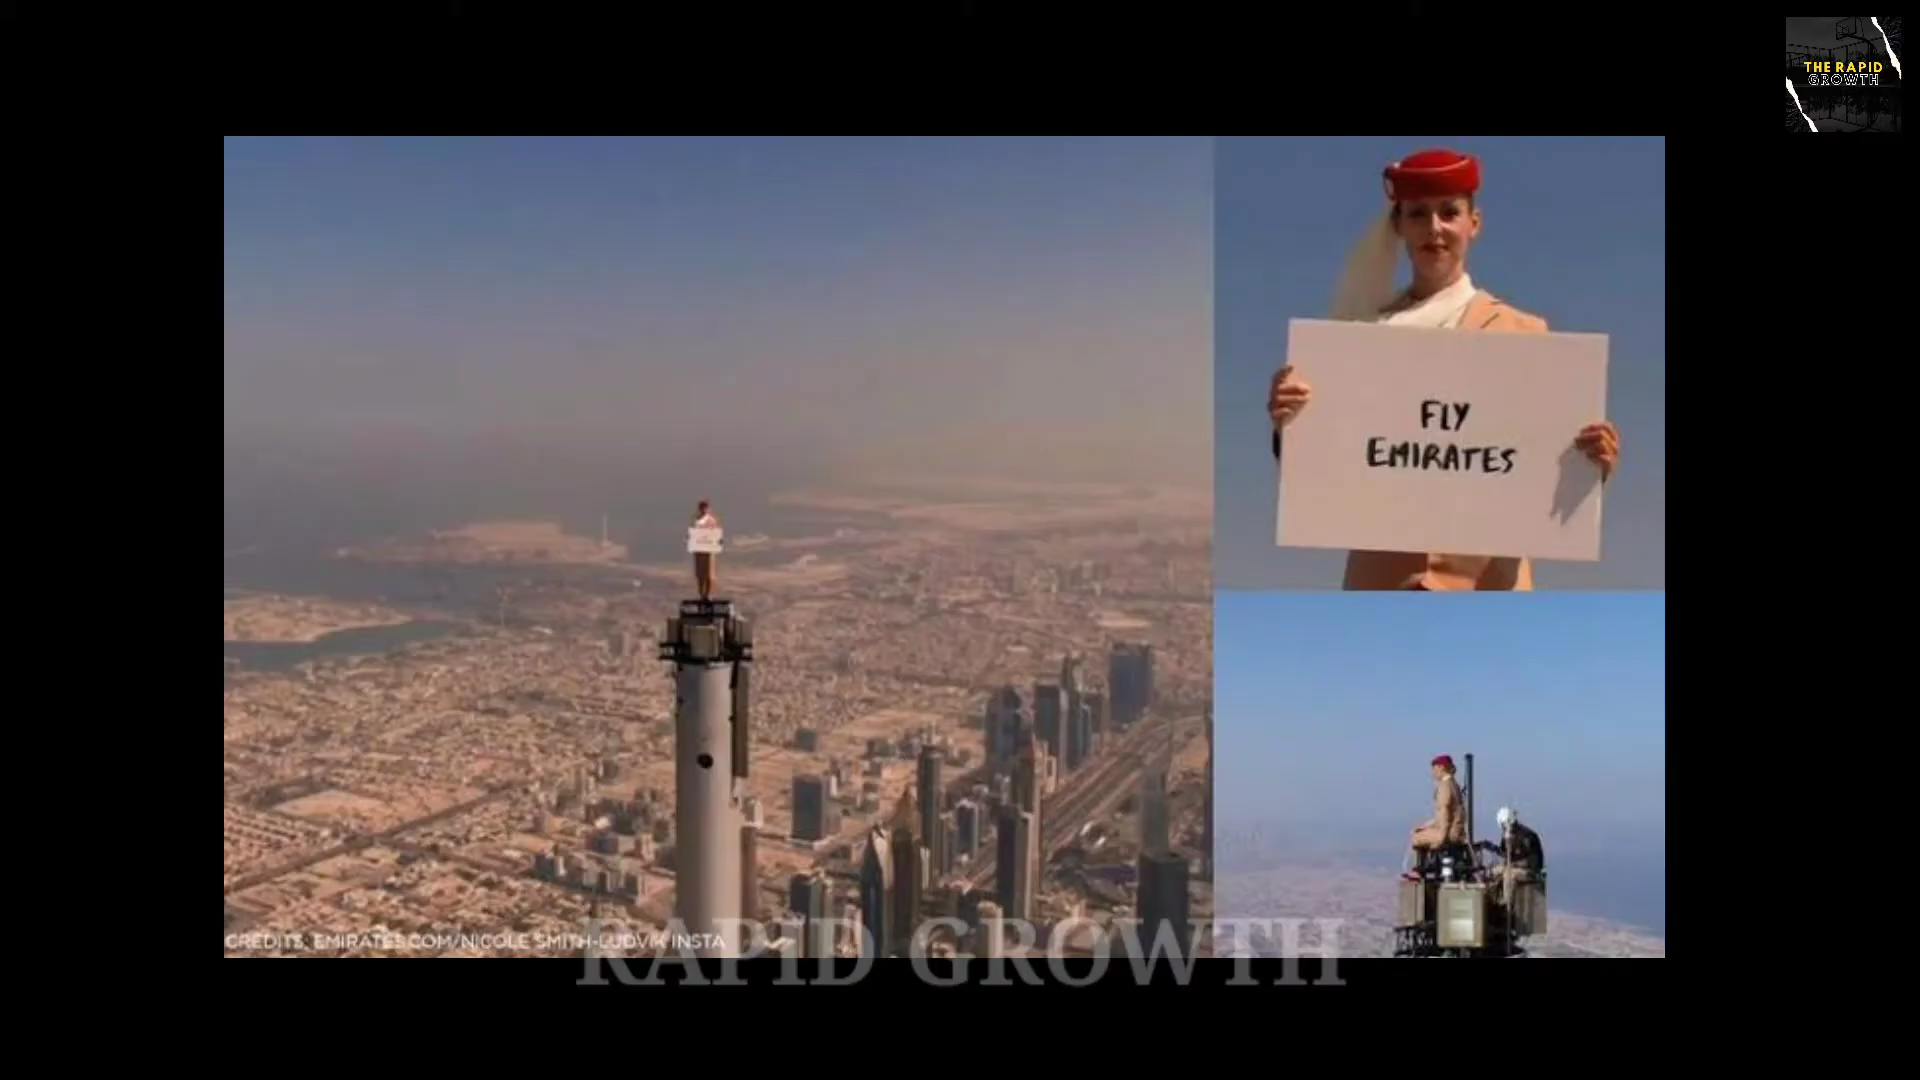 THE RAPID
GROWTH
FLY
EMIRATES
CREDITS: EMIRATES.COM/NICOLE SMITH-LUDVIK INSTA
RAPID GROWTH